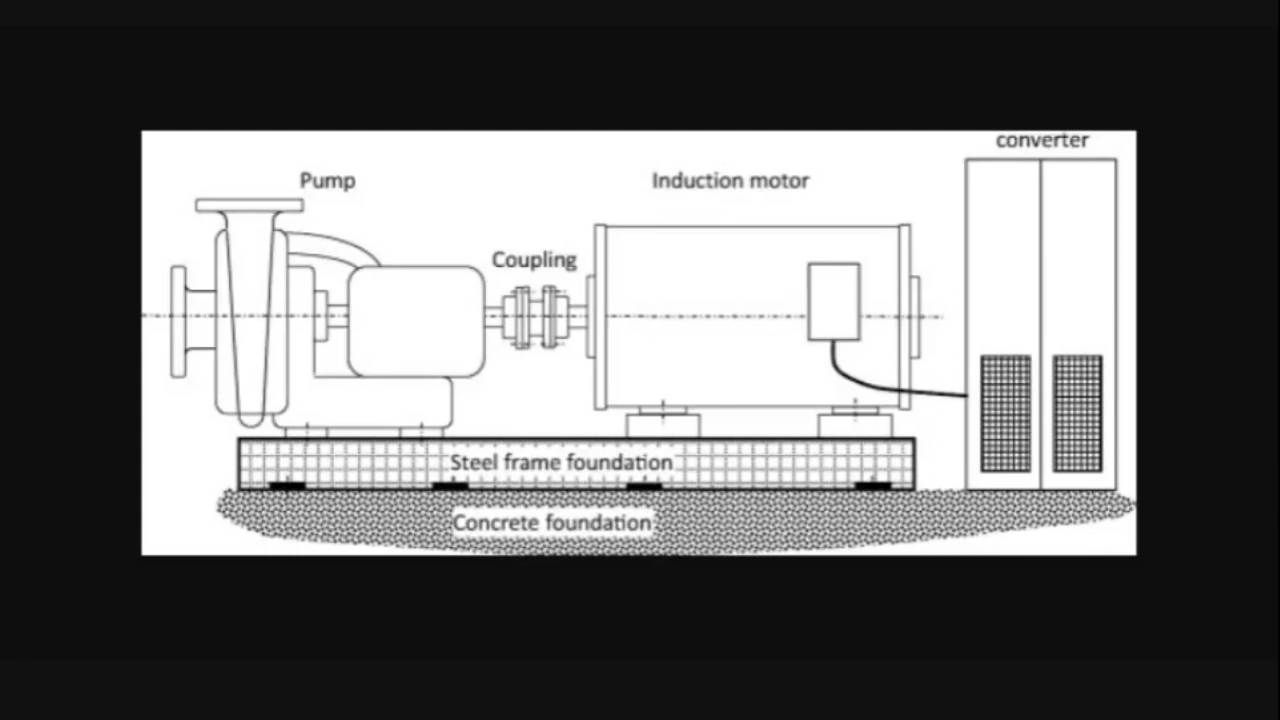 converter
Pump
Induction motor
Coupling
Steel frame foundation
Concrete foundation